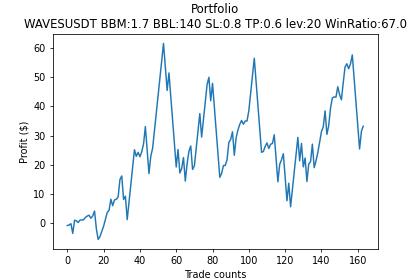 Portfolio
WAVESUSDT BBM:1.7 BBL:140 SL:0.8 TP:0.6 lev:20 WinRatio:67.0
Profit ($)
60
50
40
30
20
10
0
0 20 40 60 80 100 120 140 160
Trade counts